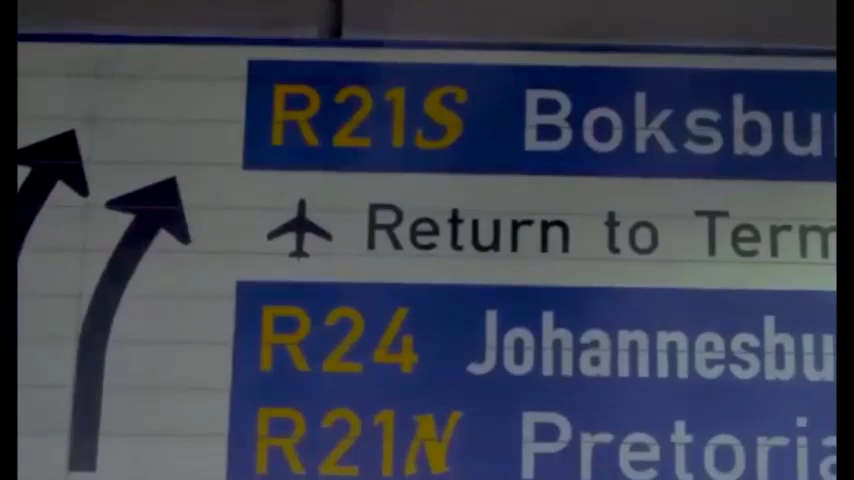 R21S Boksbu
Return to Term
R24 Johannesbu
R21N Pretoria